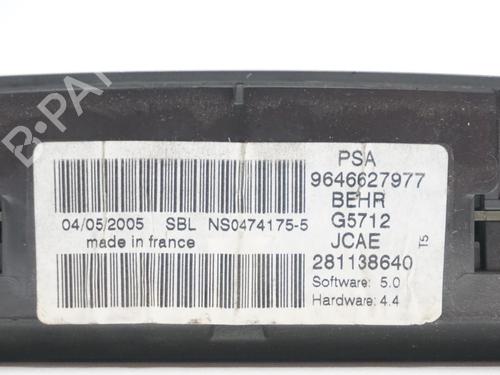 B-PARTS
PSA
9646627977
BEHR
G5712
JCAE
281138640
T5
Software: 5.0
Hardware: 4.4
04/05/2005 SBL NS0474175-5
made in france